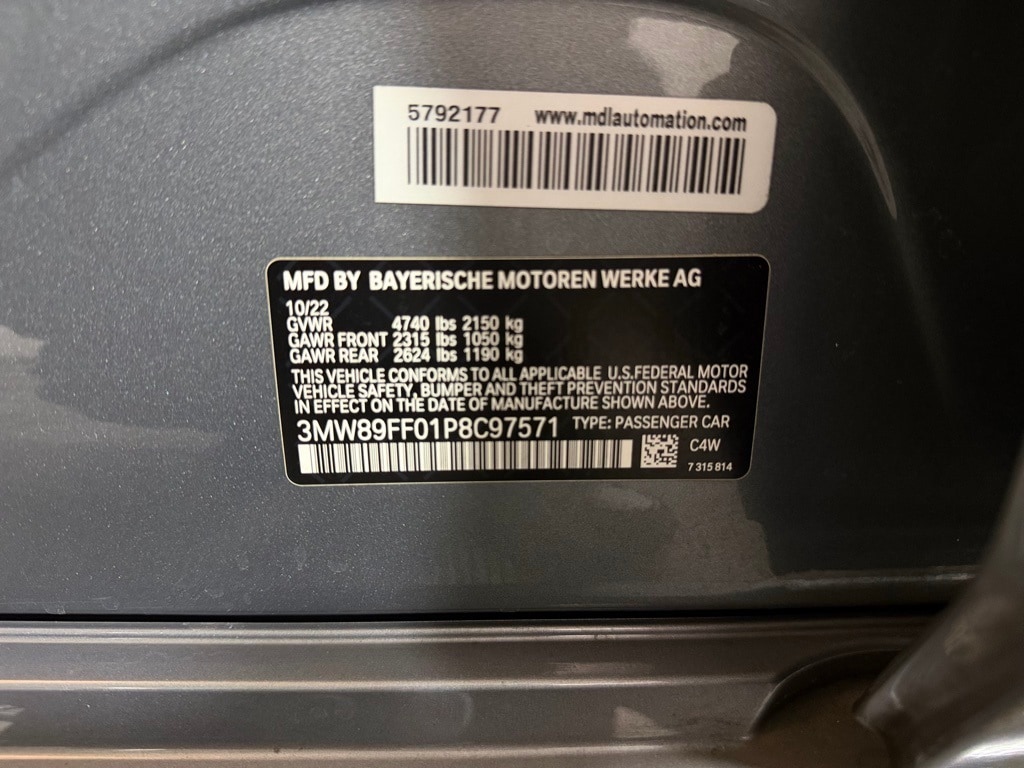 5792177 www.mdlautomation.com
MFD BY BAYERISCHE MOTOREN WERKE AG
10/22
GVWR 4740 lbs 2150 kg
GAWR FRONT 2315 lbs 1050 kg
GAWR REAR 2624 lbs 1190 kg
THIS VEHICLE CONFORMS TO ALL APPLICABLE U.S.FEDERAL MOTOR
VEHICLE SAFETY, BUMPER AND THEFT PREVENTION STANDARDS
IN EFFECT ON THE DATE OF MANUFACTURE SHOWN ABOVE.
3MW89FF01P8C97571 TYPE: PASSENGER CAR
C4W
7 315 814